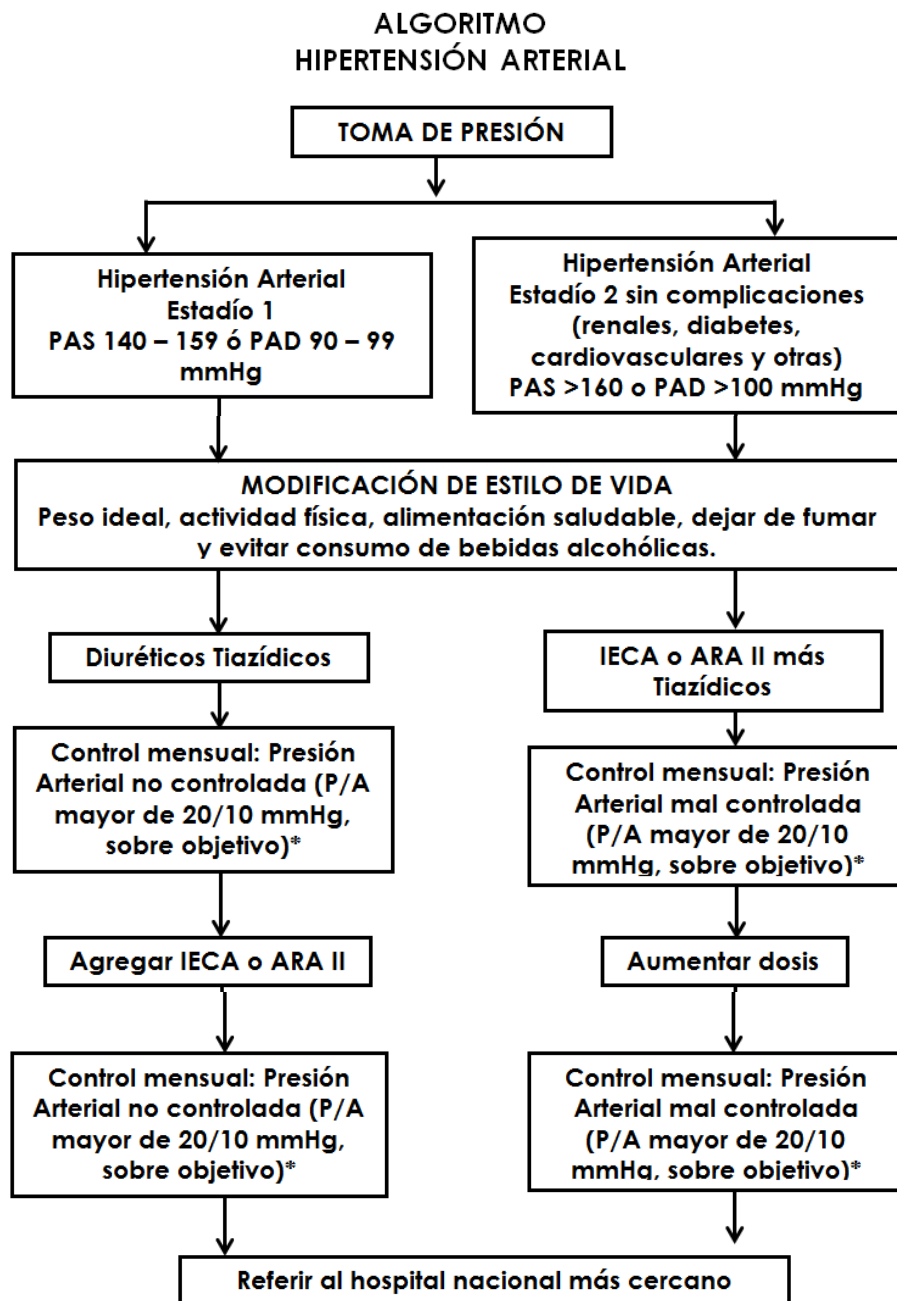 ALGORITMO
HIPERTENSIÓN ARTERIAL
TOMA DE PRESIÓN
Hipertensión Arterial
Estadío 1
PAS 140 – 159 ó PAD 90 – 99
mmHg
Hipertensión Arterial
Estadío 2 sin complicaciones
(renales, diabetes,
cardiovasculares y otras)
PAS >160 o PAD >100 mmHg
MODIFICACIÓN DE ESTILO DE VIDA
Peso ideal, actividad física, alimentación saludable, dejar de fumar
y evitar consumo de bebidas alcohólicas.
Diuréticos Tiazídicos
IECA o ARA II más
Tiazídicos
Control mensual: Presión
Arterial no controlada (P/A
mayor de 20/10 mmHg,
sobre objetivo)*
Control mensual: Presión
Arterial mal controlada
(P/A mayor de 20/10
mmHg, sobre objetivo)*
Agregar IECA o ARA II
Aumentar dosis
Control mensual: Presión
Arterial no controlada (P/A
mayor de 20/10 mmHg,
sobre objetivo)*
Control mensual: Presión
Arterial mal controlada
(P/A mayor de 20/10
mmHg, sobre objetivo)*
Referir al hospital nacional más cercano